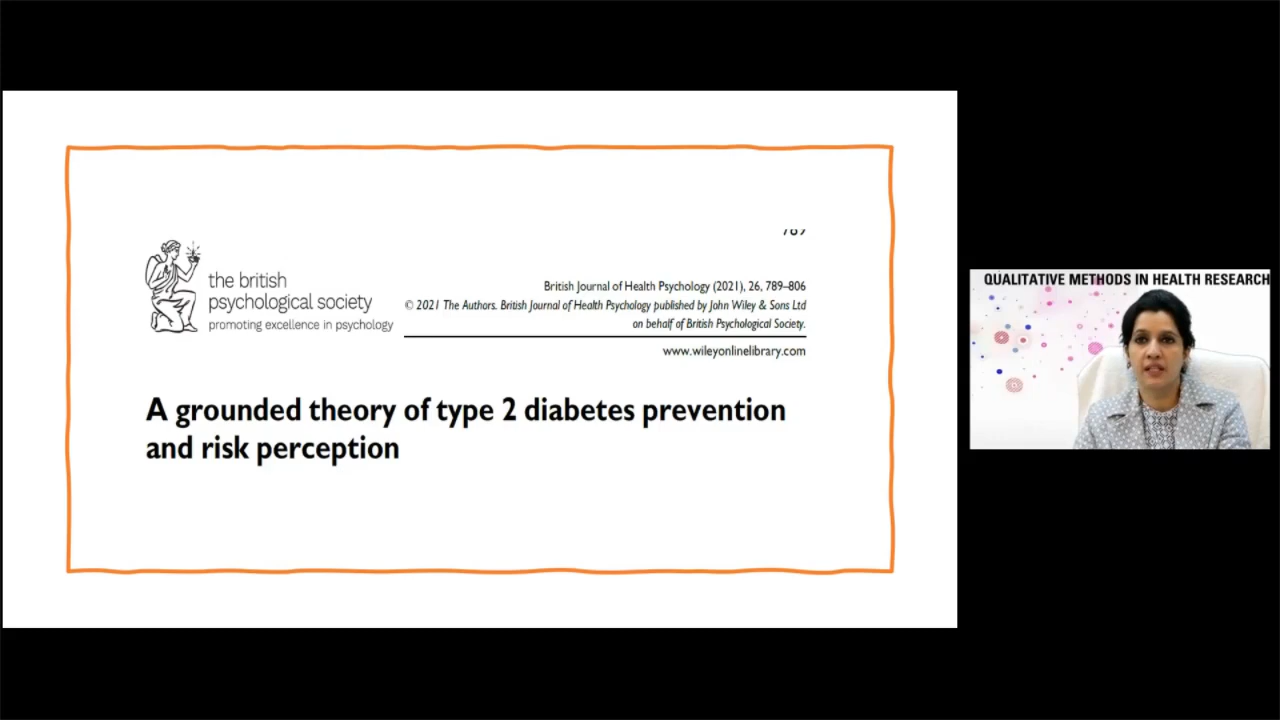 the british
psychological society
promoting excellence in psychology
789
British Journal of Health Psychology (2021), 26, 789–806
© 2021 The Authors. British Journal of Health Psychology published by John Wiley & Sons Ltd
on behalf of British Psychological Society.
www.wileyonlinelibrary.com
A grounded theory of type 2 diabetes prevention
and risk perception
QUALITATIVE METHODS IN HEALTH RESEARCH